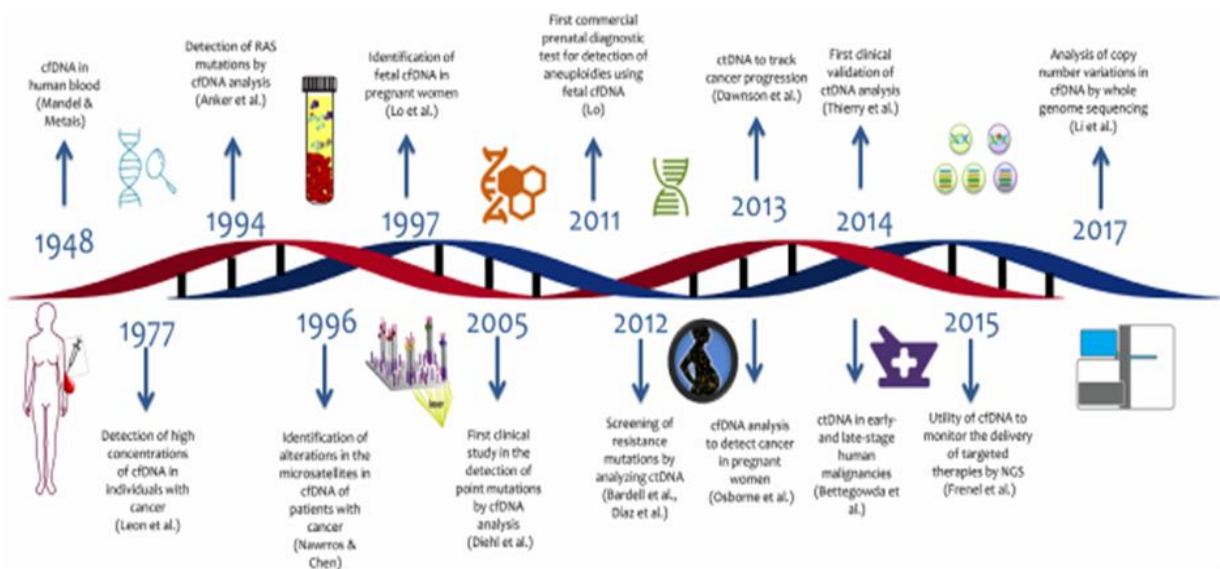 cfDNA in
human blood
(Mandel &
Metais)
1948
Detection of RAS
mutations by
cfDNA analysis
(Anker et al.)
1994
Identification of
fetal cfDNA in
pregnant women
(Lo et al.)
1997
First commercial
prenatal diagnostic
test for detection of
aneuploidies using
fetal cfDNA
(Lo)
2011
ctDNA to track
cancer progression
(Dawnson et al.)
2013
First clinical
validation of
ctDNA analysis
(Thierry et al.)
2014
Analysis of copy
number variations in
cfDNA by whole
genome sequencing
(Li et al.)
2017
1977
Detection of high
concentrations
of cfDNA in
individuals with
cancer
(Leon et al.)
1996
Identification of
alterations in the
microsatellites in
cfDNA of
patients with
cancer
(Nawrros &
Chen)
2005
First clinical
study in the
detection of
point mutations
by cfDNA
analysis
(Diehl et al.)
2012
Screening of
resistance
mutations by
analyzing ctDNA
(Bardell et al.,
Diaz et al.)
cfDNA analysis
to detect cancer
in pregnant
women
(Osborne et al.)
ctDNA in early-
and late-stage
human
malignancies
(Bettegowda et
al.)
2015
Utility of cfDNA to
monitor the delivery
of targeted
therapies by NGS
(Frenel et al.)